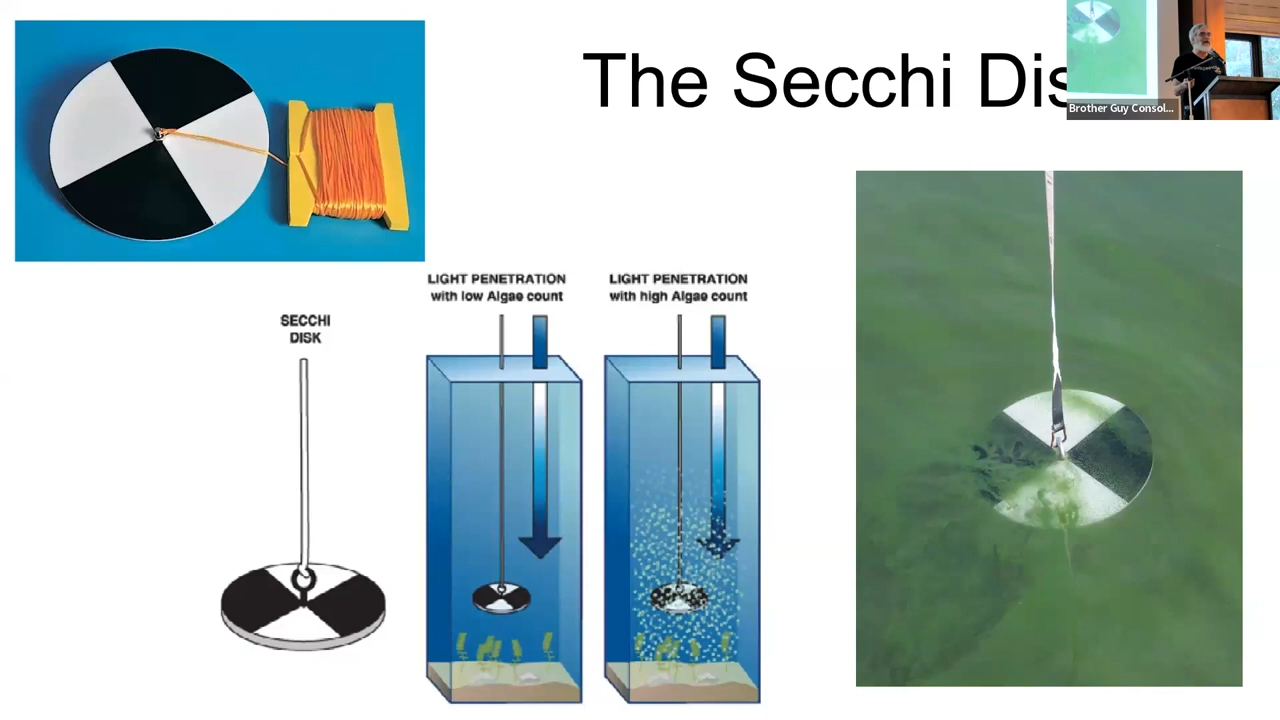 The Secchi Dis
Brother Guy Consol...
LIGHT PENETRATION
with low Algae count
LIGHT PENETRATION
with high Algae count
SECCHI
DISK